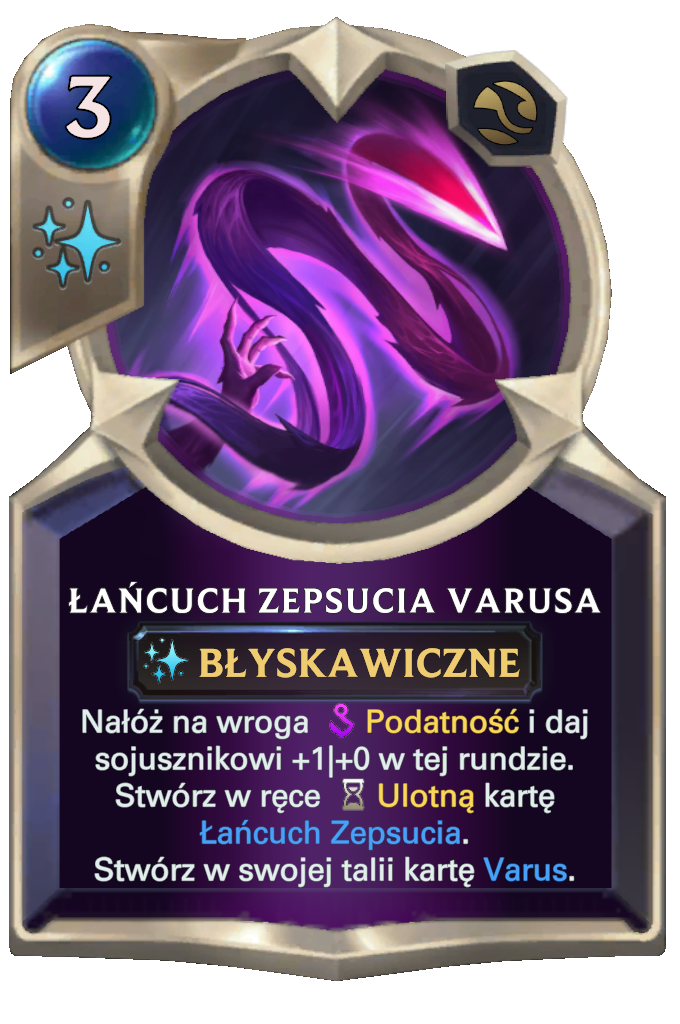 3
ŁAŃCUCH ZEPSUCIA VARUSA
BŁYSKAWICZNE
Nałóż na wroga Podatność i daj
sojusznikowi +1|+0 w tej rundzie.
Stwórz w ręce Ulotną kartę
Łańcuch Zepsucia.
Stwórz w swojej talii kartę Varus.